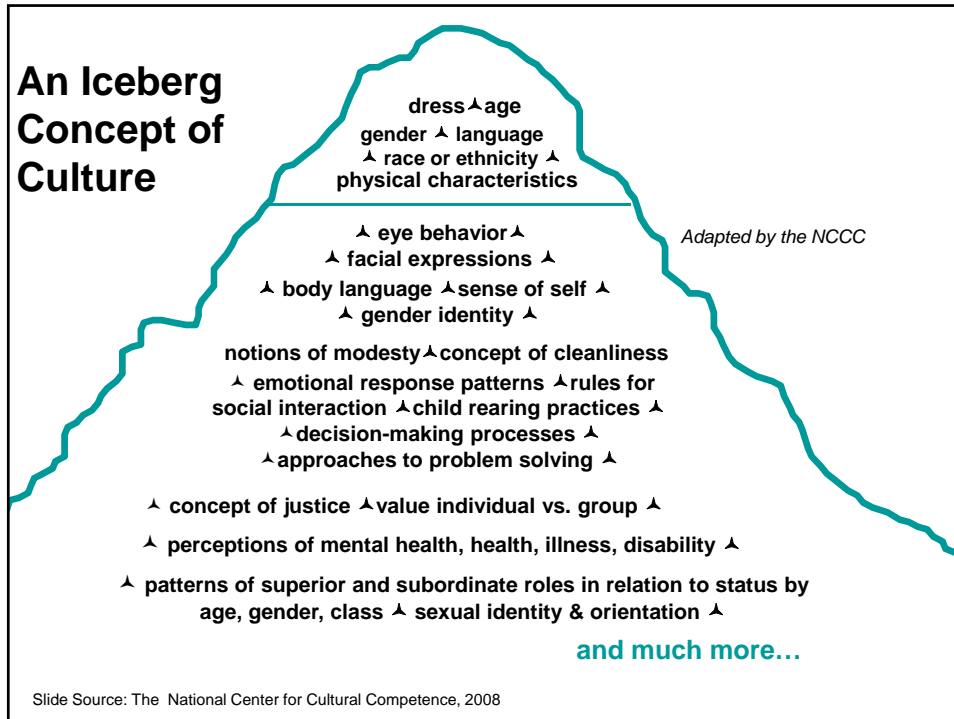 An Iceberg
Concept of
Culture
dress age
gender language
race or ethnicity
physical characteristics
eye behavior
Adapted by the NCCC
facial expressions
body language sense of self
gender identity
notions of modesty concept of cleanliness
emotional response patterns rules for
social interaction child rearing practices
decision-making processes
approaches to problem solving
concept of justice value individual vs. group
perceptions of mental health, health, illness, disability
patterns of superior and subordinate roles in relation to status by
age, gender, class sexual identity & orientation
and much more…
Slide Source: The National Center for Cultural Competence, 2008